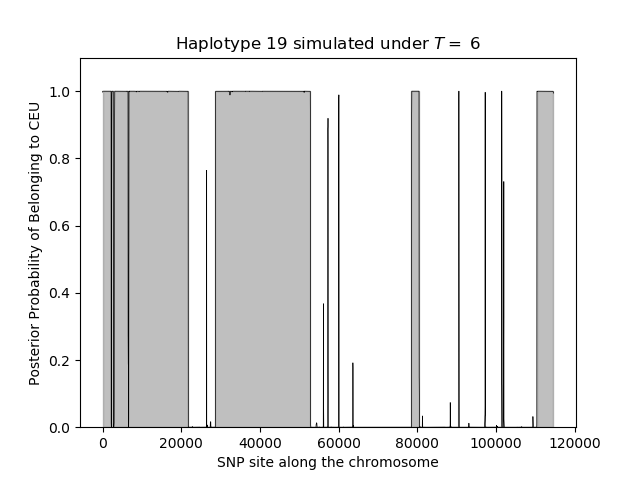 Haplotype 19 simulated under T = 6
Posterior Probability of Belonging to CEU
1.0
0.8
0.6
0.4
0.2
0.0
0 20000 40000 60000 80000 100000 120000
SNP site along the chromosome